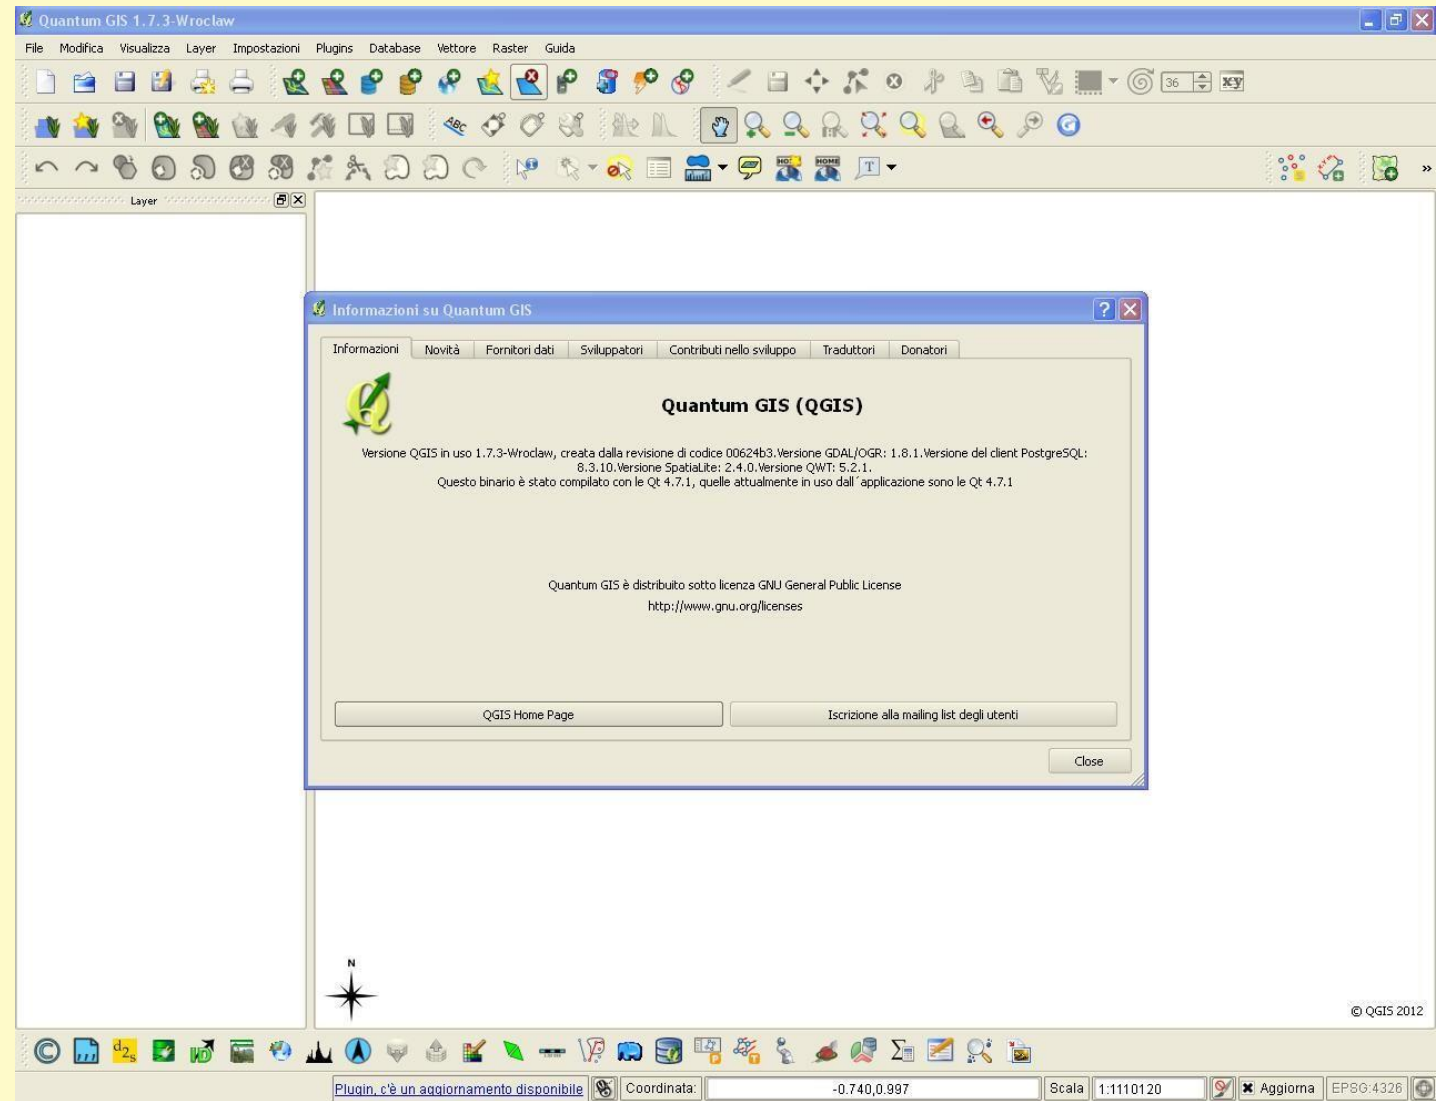 Quantum GIS 1.7.3-Wroclaw
File Modifica Visualizza Layer Impostazioni Plugins Database Vettore Raster Guida
36 XY
ABC
HOME
T
»
Layer
Informazioni su Quantum GIS
Informazioni Novità Fornitori dati Sviluppatori Contributi nello sviluppo Traduttori Donatori
Quantum GIS (QGIS)
Versione QGIS in uso 1.7.3-Wroclaw, creata dalla revisione di codice 00624b3.Versione GDAL/OGR: 1.8.1.Versione del client PostgreSQL:
8.3.10.Versione SpatiaLite: 2.4.0.Versione QWT: 5.2.1.
Questo binario è stato compilato con le Qt 4.7.1, quelle attualmente in uso dall´applicazione sono le Qt 4.7.1
Quantum GIS è distribuito sotto licenza GNU General Public License
http://www.gnu.org/licenses
QGIS Home Page Iscrizione alla mailing list degli utenti
Close
N
© QGIS 2012
d2s
Plugin, c'è un aggiornamento disponibile Coordinata: -0.740,0.997 Scala 1:1110120 Aggiorna EPSG:4326